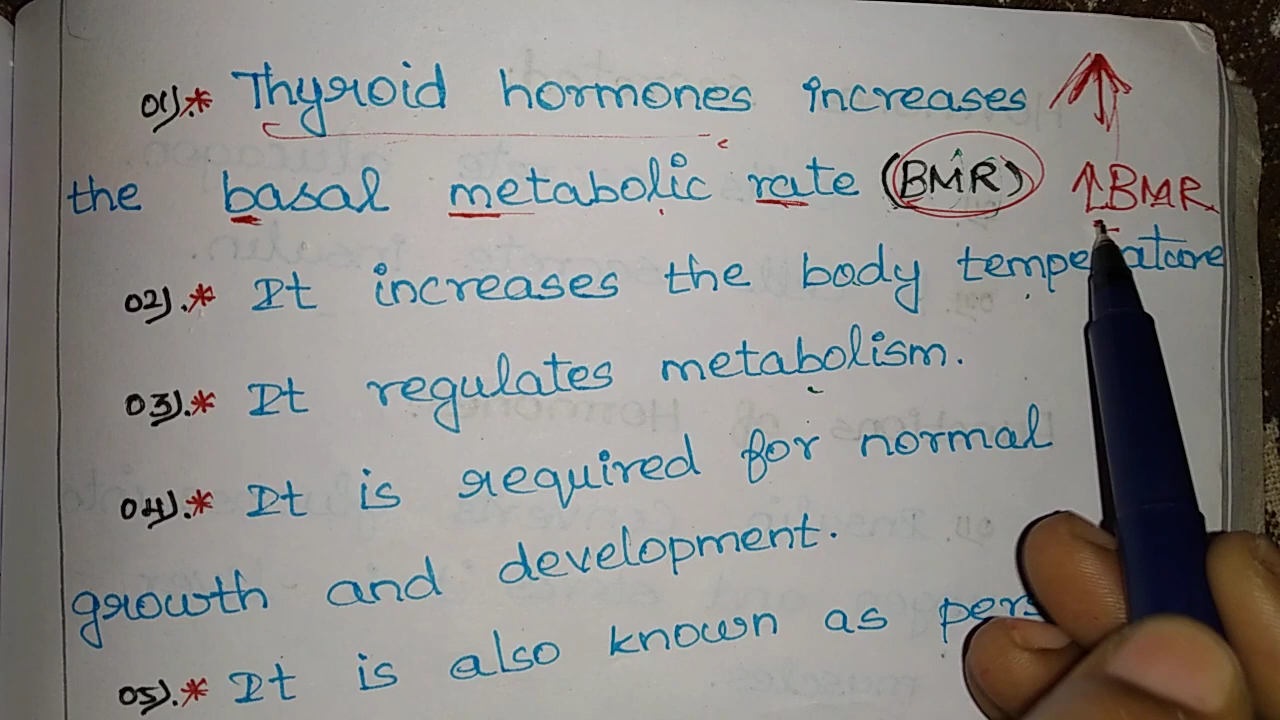 01).* Thyroid hormones increases ↑
the basal metabolic rate (BMR) ↑BMR
02).* It increases the body temperature
03).* It regulates metabolism.
04).* It is required for normal
growth and development.
05).* It is also known as